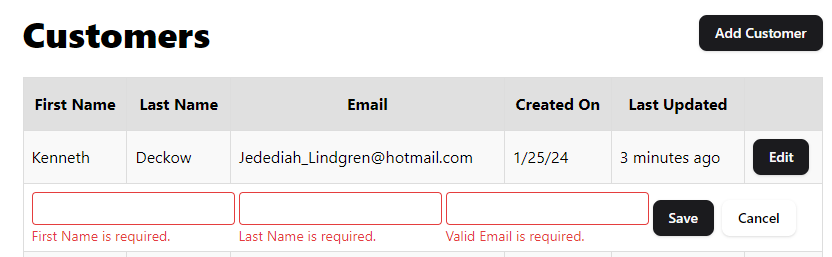 Customers
Add Customer
First Name Last Name Email Created On Last Updated
Kenneth Deckow Jedediah_Lindgren@hotmail.com 1/25/24 3 minutes ago Edit
Save Cancel
First Name is required. Last Name is required. Valid Email is required.